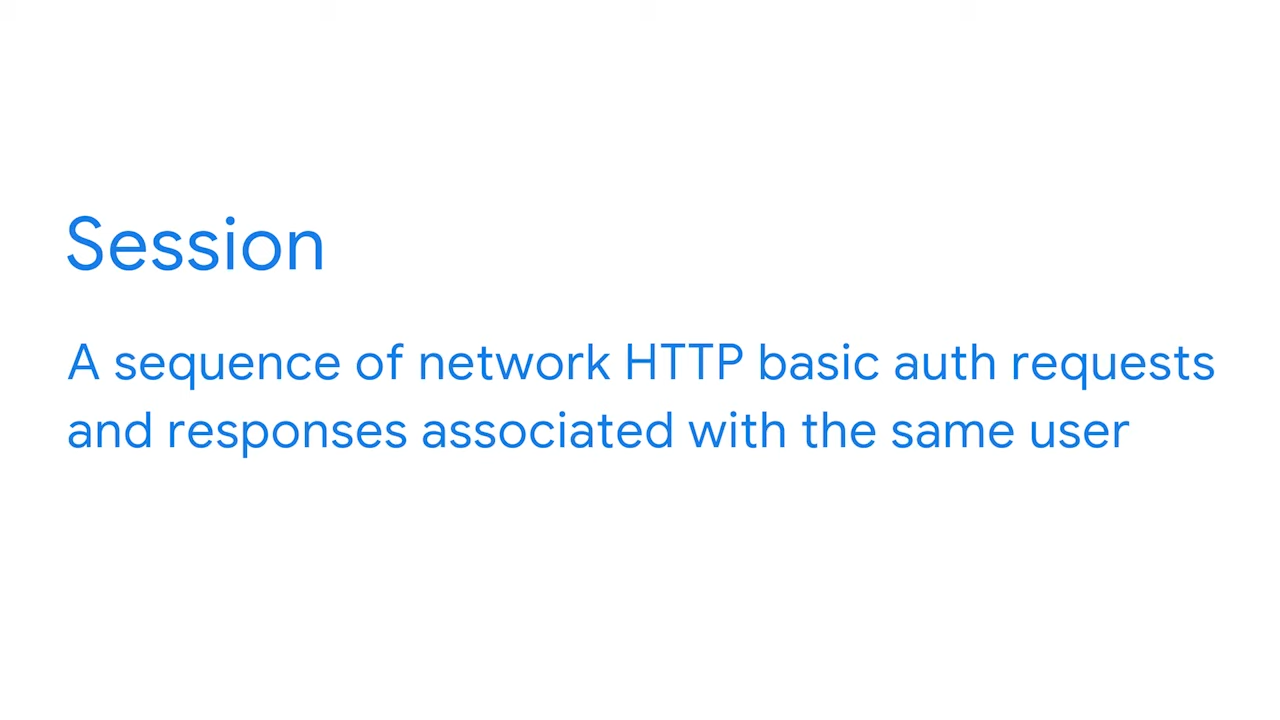 Session
A sequence of network HTTP basic auth requests
and responses associated with the same user